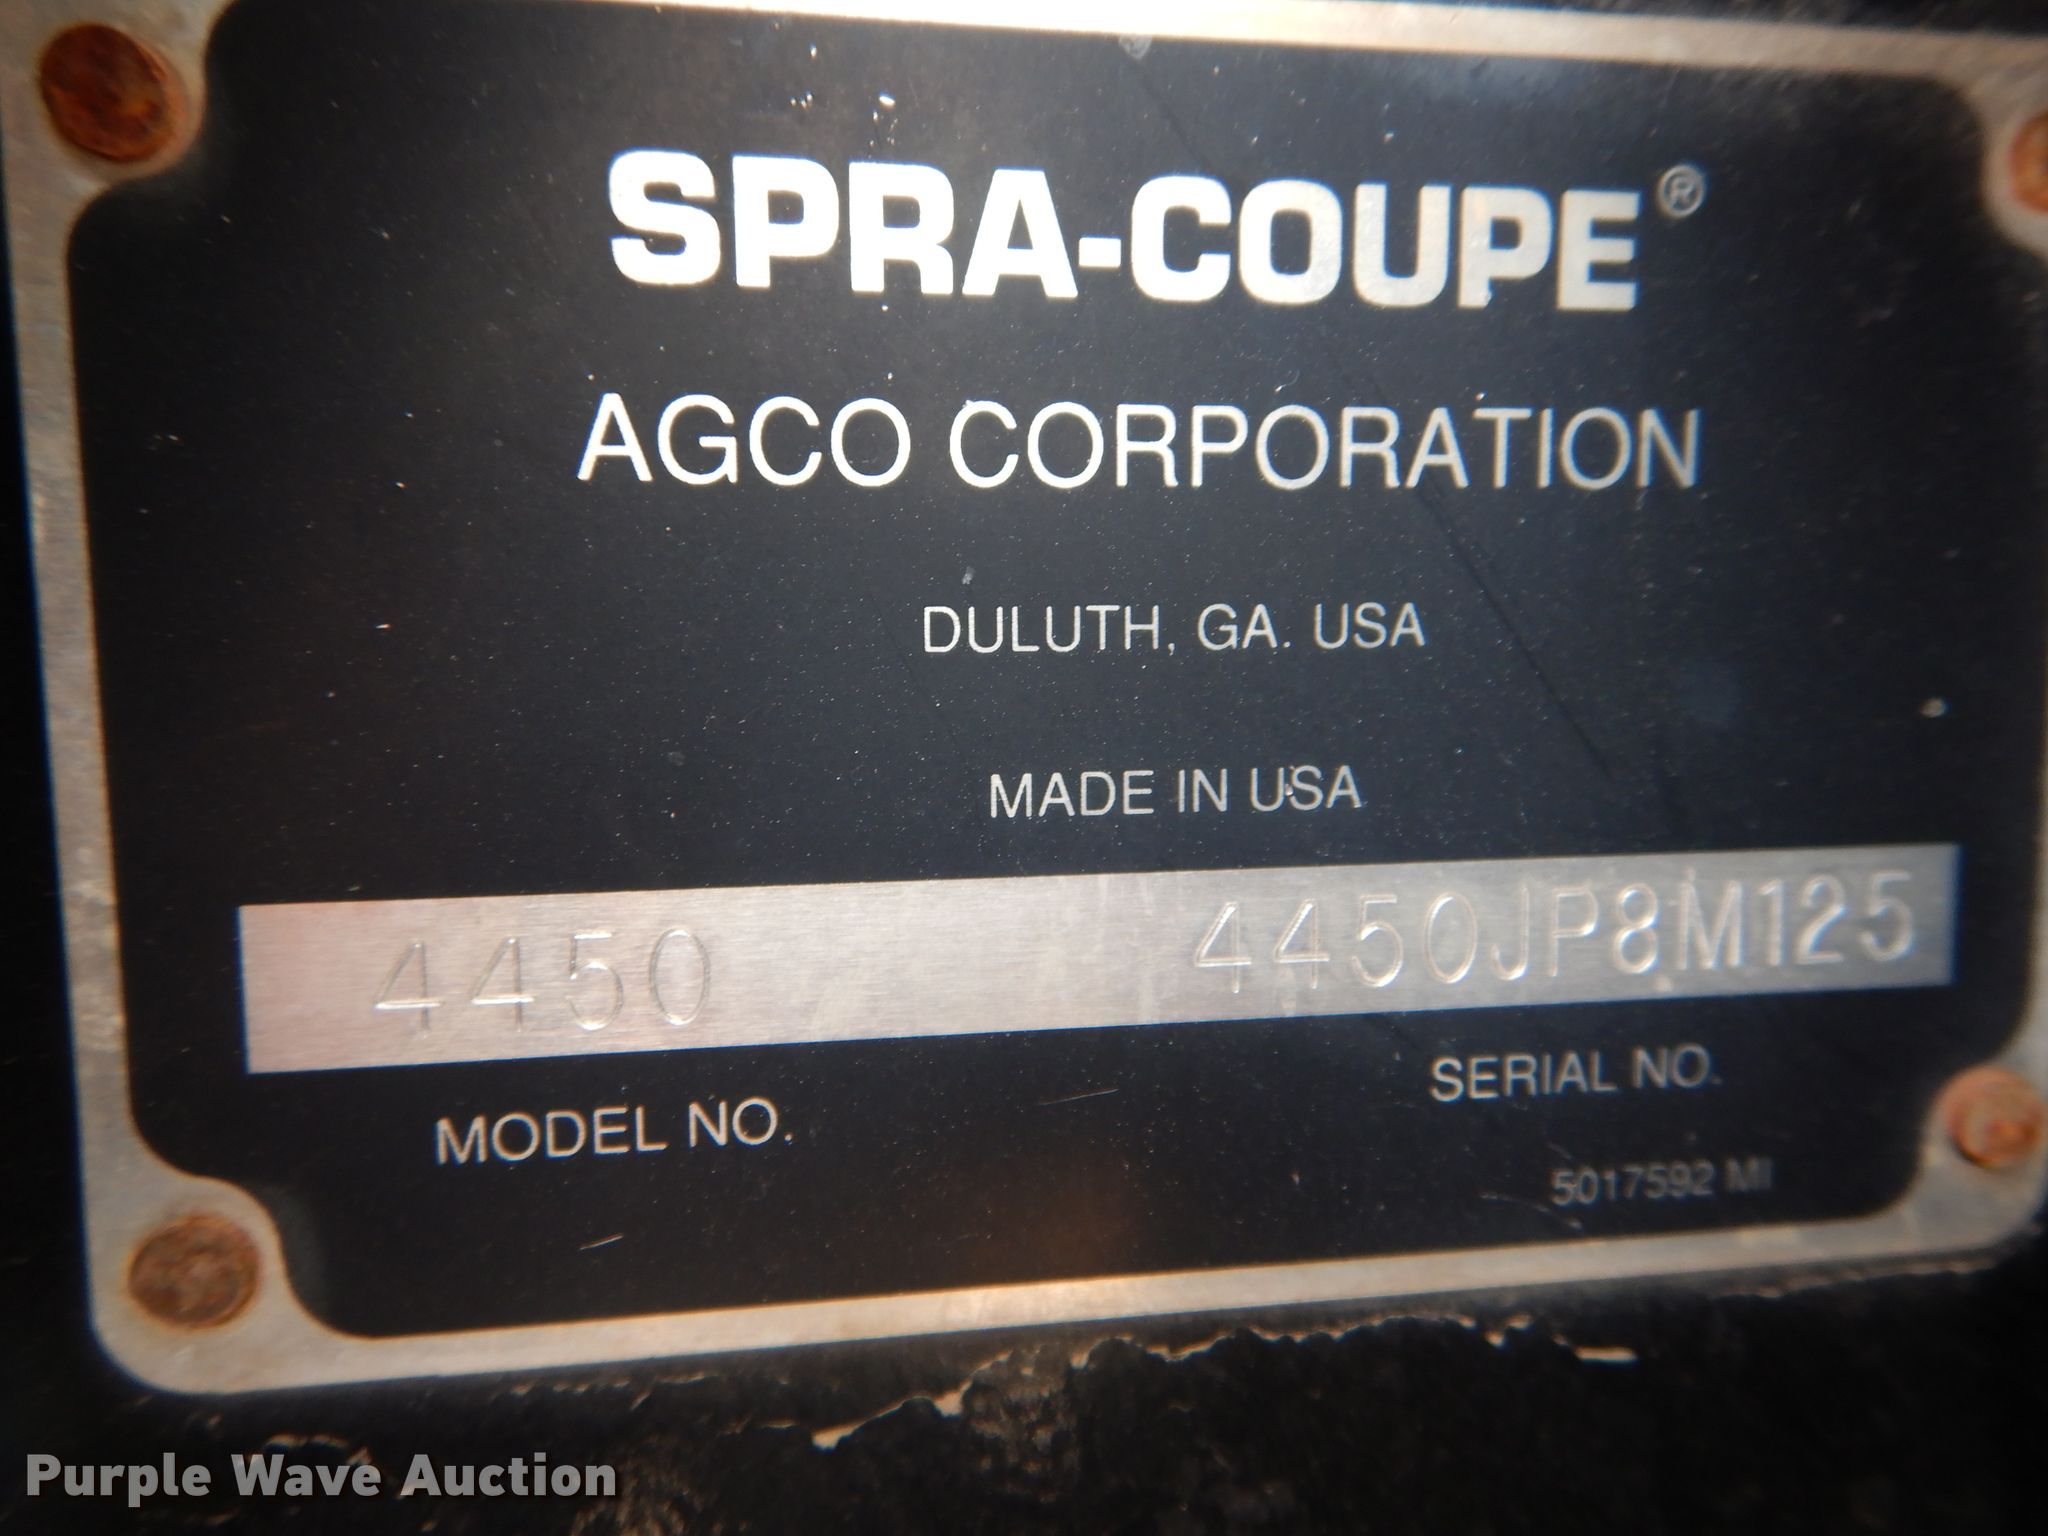 SPRA-COUPE®
AGCO CORPORATION
DULUTH, GA. USA
MADE IN USA
4450 4450JP8M125
MODEL NO. SERIAL NO.
5017592 MI
Purple Wave Auction